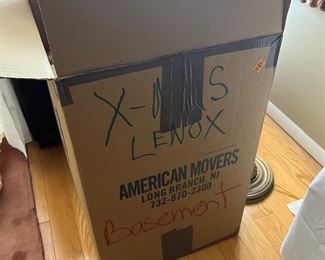 X-MAS
LENOX
AMERICAN MOVERS
LONG BRANCH, NJ
732-870-2300
Basement